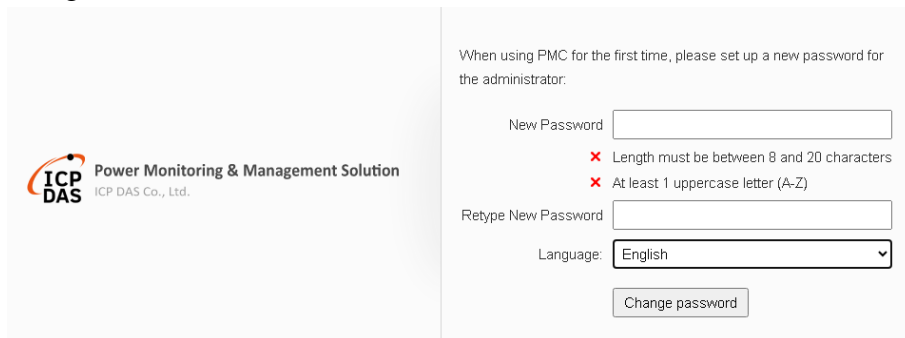 ICP
DAS
Power Monitoring & Management Solution
ICP DAS Co., Ltd.
When using PMC for the first time, please set up a new password for
the administrator:
New Password
Length must be between 8 and 20 characters
At least 1 uppercase letter (A-Z)
Retype New Password
Language: English
Change password